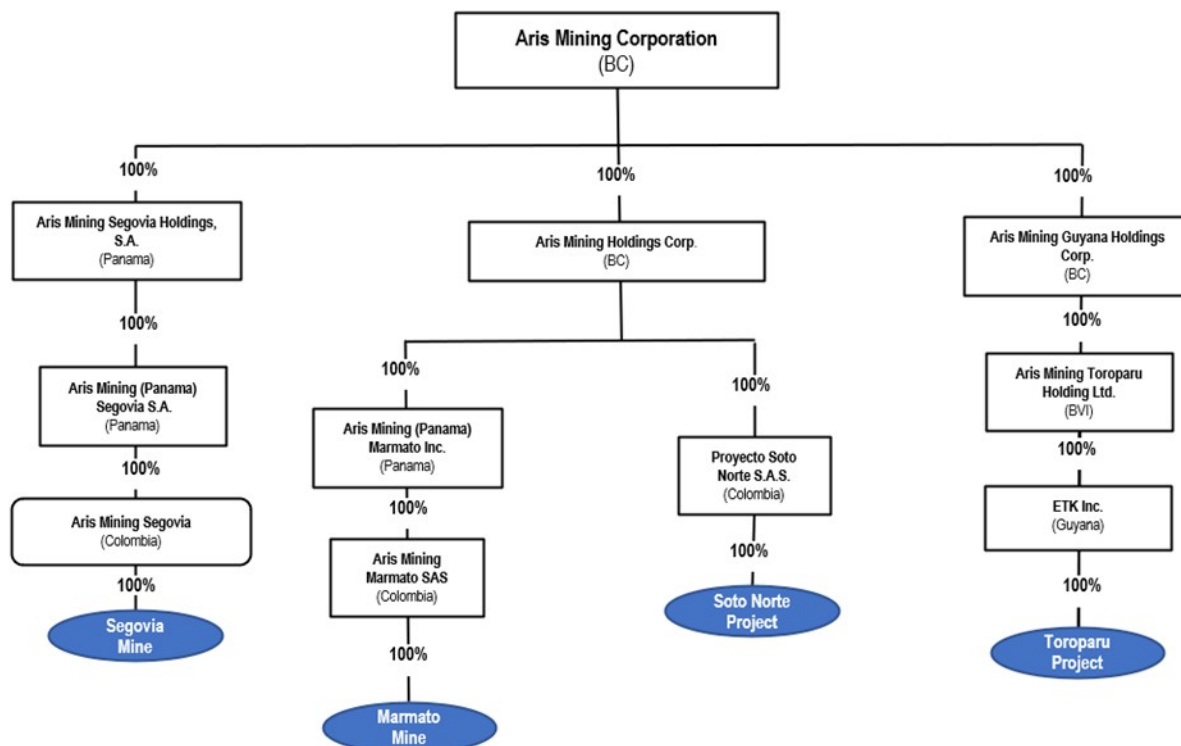 Aris Mining Corporation
(BC)
100%
100%
100%
Aris Mining Segovia Holdings,
S.A.
(Panama)
Aris Mining Holdings Corp.
(BC)
Aris Mining Guyana Holdings
Corp.
(BC)
100%
100%
100%
100%
Aris Mining (Panama)
Segovia S.A.
(Panama)
Aris Mining (Panama)
Marmato Inc.
(Panama)
Proyecto Soto
Norte S.A.S.
(Colombia)
Aris Mining Toroparu
Holding Ltd.
(BVI)
100%
100%
100%
100%
Aris Mining Segovia
(Colombia)
Aris Mining
Marmato SAS
(Colombia)
ETK Inc.
(Guyana)
100%
100%
100%
Segovia
Mine
Soto Norte
Project
Toroparu
Project
Marmato
Mine